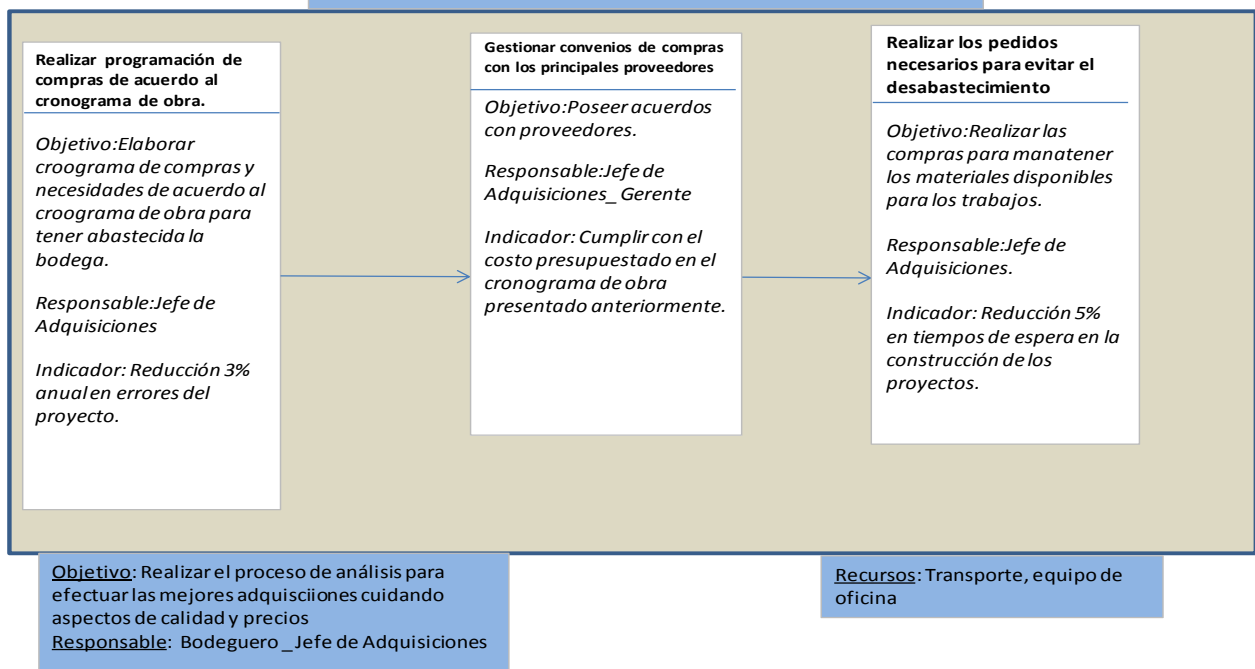 Realizar programación de
compras de acuerdo al
cronograma de obra.
Objetivo:Elaborar
croograma de compras y
necesidades de acuerdo al
croograma de obra para
tener abastecida la
bodega.
Responsable:Jefe de
Adquisiciones
Indicador: Reducción 3%
anual en errores del
proyecto.
Gestionar convenios de compras
con los principales proveedores
Objetivo:Poseer acuerdos
con proveedores.
Responsable:Jefe de
Adquisiciones_ Gerente
Indicador: Cumplir con el
costo presupuestado en el
cronograma de obra
presentado anteriormente.
Realizar los pedidos
necesarios para evitar el
desabastecimiento
Objetivo:Realizar las
compras para manatener
los materiales disponibles
para los trabajos.
Responsable:Jefe de
Adquisiciones.
Indicador: Reducción 5%
en tiempos de espera en la
construcción de los
proyectos.
Objetivo: Realizar el proceso de análisis para
efectuar las mejores adquisciiones cuidando
aspectos de calidad y precios
Responsable: Bodeguero _Jefe de Adquisiciones
Recursos: Transporte, equipo de
oficina